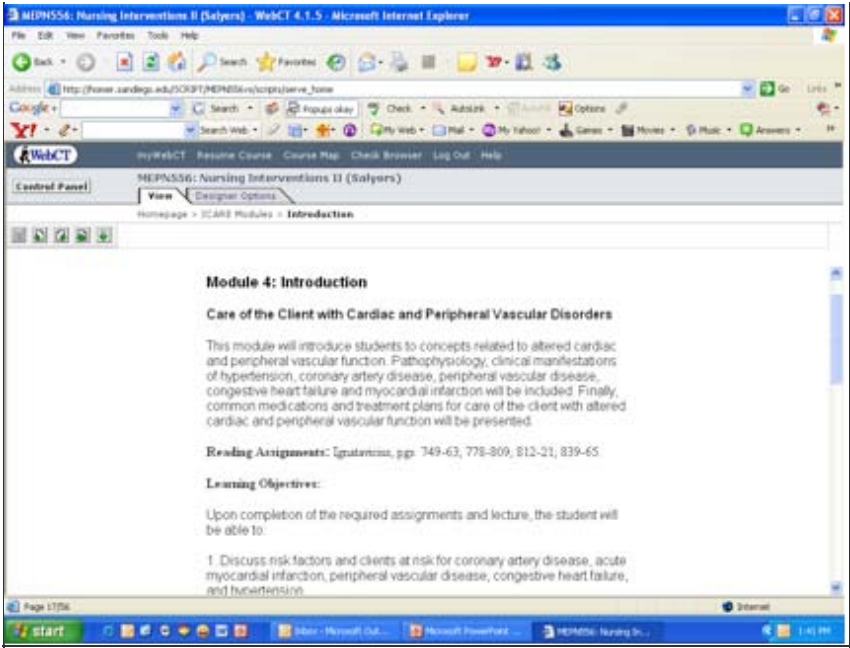 MEPN556: Nursing Interventions II (Salyers) - WebCT 4.1.5 - Microsoft Internet Explorer
File Edit View Favorites Tools Help
Back Search Favorites
Address Go Links
Google Search Popups okay Check AutoLink Options
Y! Search Web My Web Mail My Yahoo! Games Movies Music Answers
WebCT myWebCT Resume Course Course Map Check Browser Log Out Help
Control Panel
MEPN556: Nursing Interventions II (Salyers)
View Designer Options
Homepage > ICARE Modules > Introduction
Module 4: Introduction
Care of the Client with Cardiac and Peripheral Vascular Disorders
This module will introduce students to concepts related to altered cardiac
and peripheral vascular function. Pathophysiology, clinical manifestations
of hypertension, coronary artery disease, peripheral vascular disease,
congestive heart failure and myocardial infarction will be included. Finally,
common medications and treatment plans for care of the client with altered
cardiac and peripheral vascular function will be presented.
Reading Assignments: Ignatavicius, pgs. 749-63, 778-809, 812-21, 839-65.
Learning Objectives:
Upon completion of the required assignments and lecture, the student will
be able to:
1. Discuss risk factors and clients at risk for coronary artery disease, acute
myocardial infarction, peripheral vascular disease, congestive heart failure,
and hypertension
Page 17/56 Internet
start Inbox - Microsoft Out... Microsoft PowerPoint ... MEPN556: Nursing In... 1:41 PM